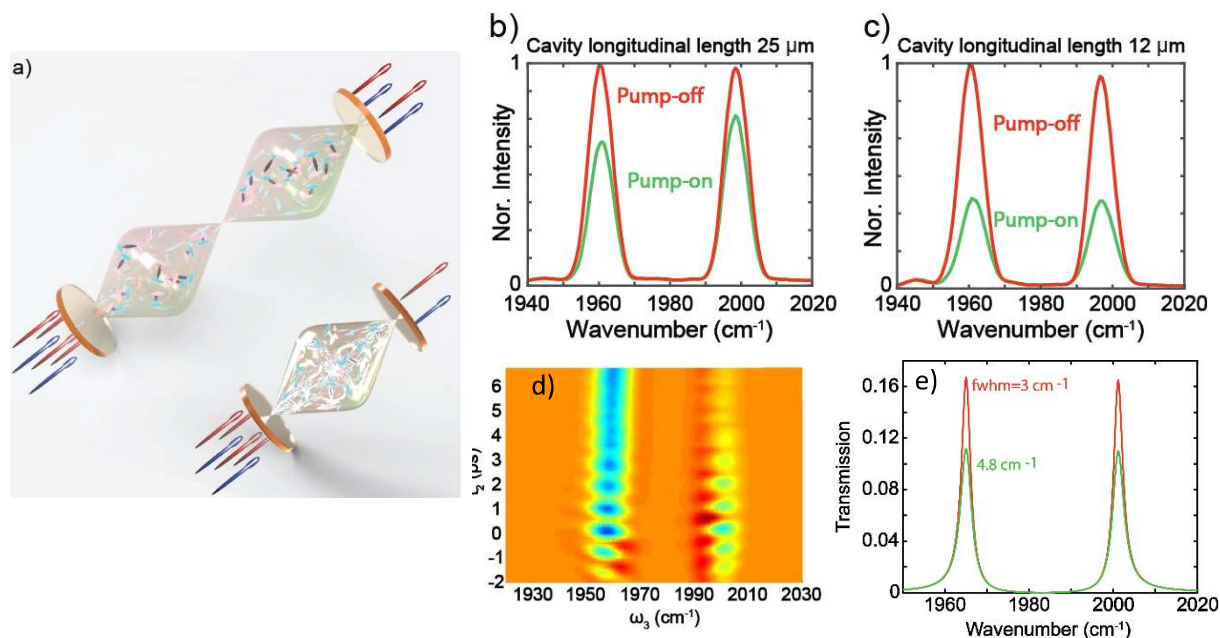 a)
b)
Cavity longitudinal length 25 μm
Nor. Intensity
1
0
Pump-off
Pump-on
1940 1960 1980 2000 2020
Wavenumber (cm⁻¹)
c)
Cavity longitudinal length 12 μm
Nor. Intensity
1
0
Pump-off
Pump-on
1940 1960 1980 2000 2020
Wavenumber (cm⁻¹)
d)
6
5
4
3
2
1
0
-1
-2
1930 1950 1970 1990 2010 2030
ω₃ (cm⁻¹)
e)
Transmission
0.16
0.12
0.08
0.04
0
fwhm=3 cm⁻¹
4.8 cm⁻¹
1960 1980 2000 2020
Wavenumber (cm⁻¹)